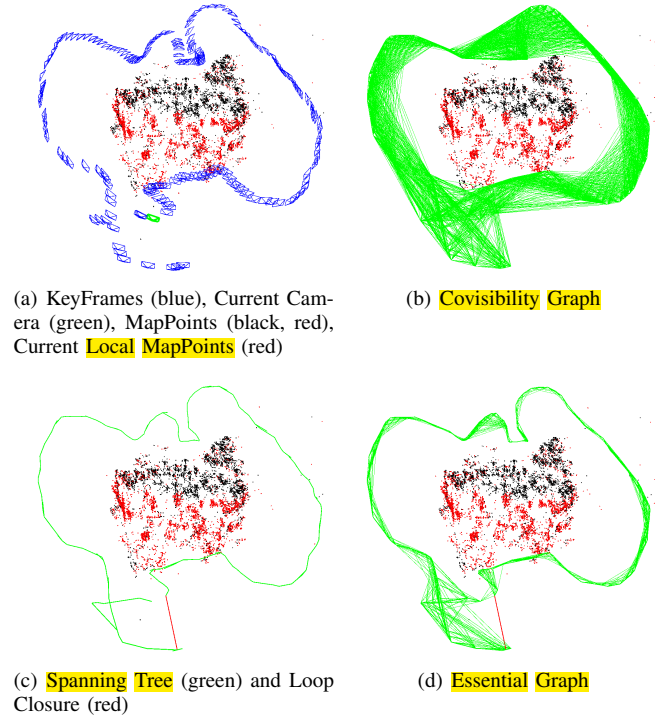 (a) KeyFrames (blue), Current Cam-
era (green), MapPoints (black, red),
Current Local MapPoints (red)
(b) Covisibility Graph
(c) Spanning Tree (green) and Loop
Closure (red)
(d) Essential Graph